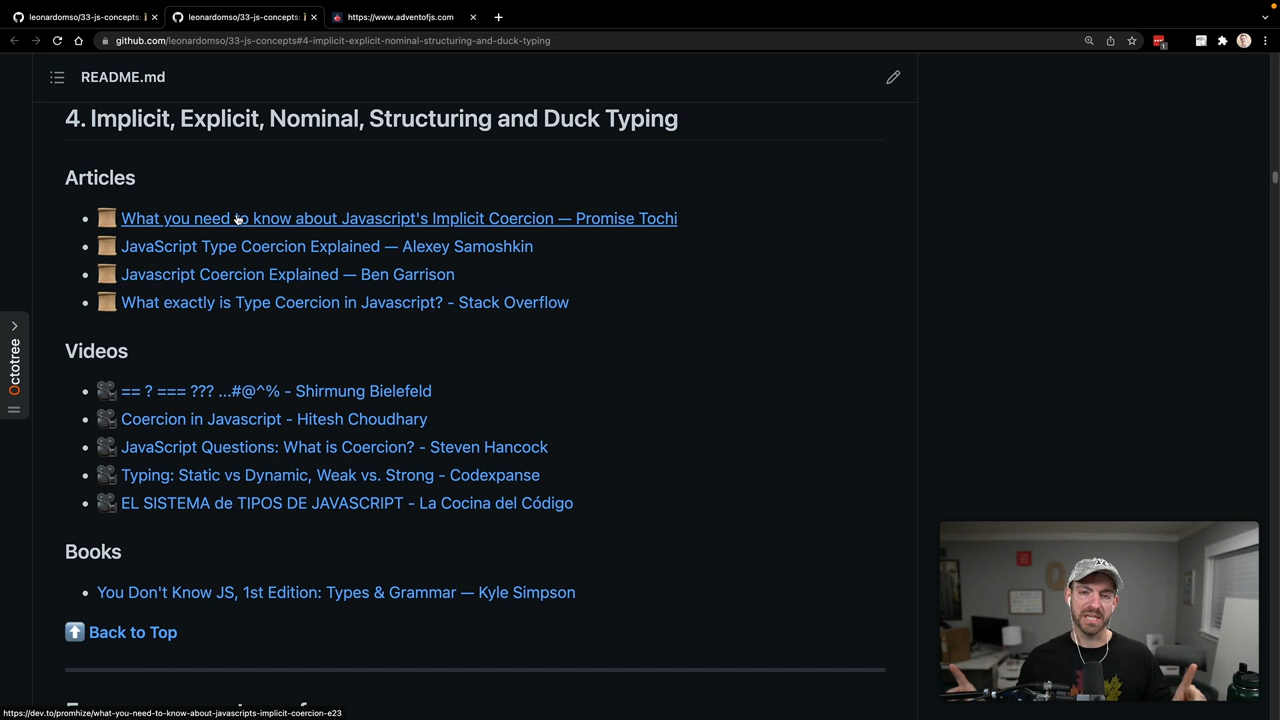 leonardomso/33-js-concepts:
leonardomso/33-js-concepts:
https://www.adventofjs.com
github.com/leonardomso/33-js-concepts#4-implicit-explicit-nominal-structuring-and-duck-typing
README.md
4. Implicit, Explicit, Nominal, Structuring and Duck Typing
Articles
What you need to know about Javascript's Implicit Coercion — Promise Tochi
JavaScript Type Coercion Explained — Alexey Samoshkin
Javascript Coercion Explained — Ben Garrison
What exactly is Type Coercion in Javascript? - Stack Overflow
Octotree
Videos
== ? === ??? ...#@^% - Shirmung Bielefeld
Coercion in Javascript - Hitesh Choudhary
JavaScript Questions: What is Coercion? - Steven Hancock
Typing: Static vs Dynamic, Weak vs. Strong - Codexpanse
EL SISTEMA de TIPOS DE JAVASCRIPT - La Cocina del Código
Books
You Don't Know JS, 1st Edition: Types & Grammar — Kyle Simpson
Back to Top
https://dev.to/promhize/what-you-need-to-know-about-javascripts-implicit-coercion-e23